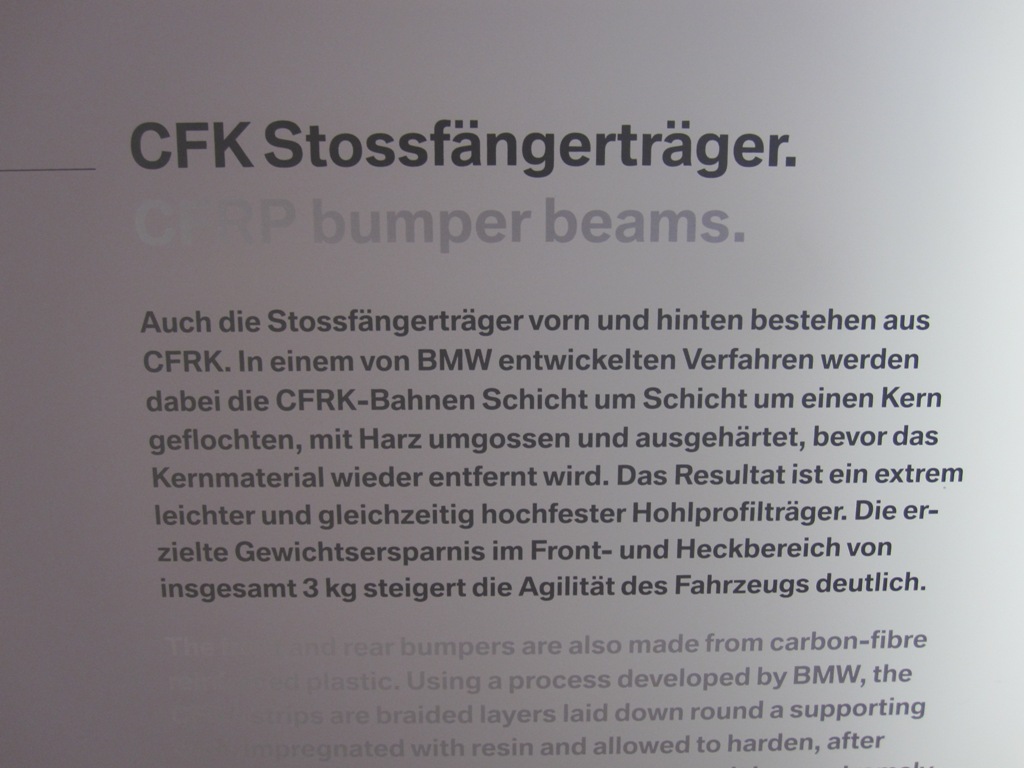 CFK Stossfängerträger.
CFRP bumper beams.
Auch die Stossfängerträger vorn und hinten bestehen aus
CFRK. In einem von BMW entwickelten Verfahren werden
dabei die CFRK-Bahnen Schicht um Schicht um einen Kern
geflochten, mit Harz umgossen und ausgehärtet, bevor das
Kernmaterial wieder entfernt wird. Das Resultat ist ein extrem
leichter und gleichzeitig hochfester Hohlprofilträger. Die er-
zielte Gewichtsersparnis im Front- und Heckbereich von
insgesamt 3 kg steigert die Agilität des Fahrzeugs deutlich.
The and rear bumpers are also made from carbon-fibre
plastic. Using a process developed by BMW, the
strips are braided layers laid down round a supporting
impregnated with resin and allowed to harden, after